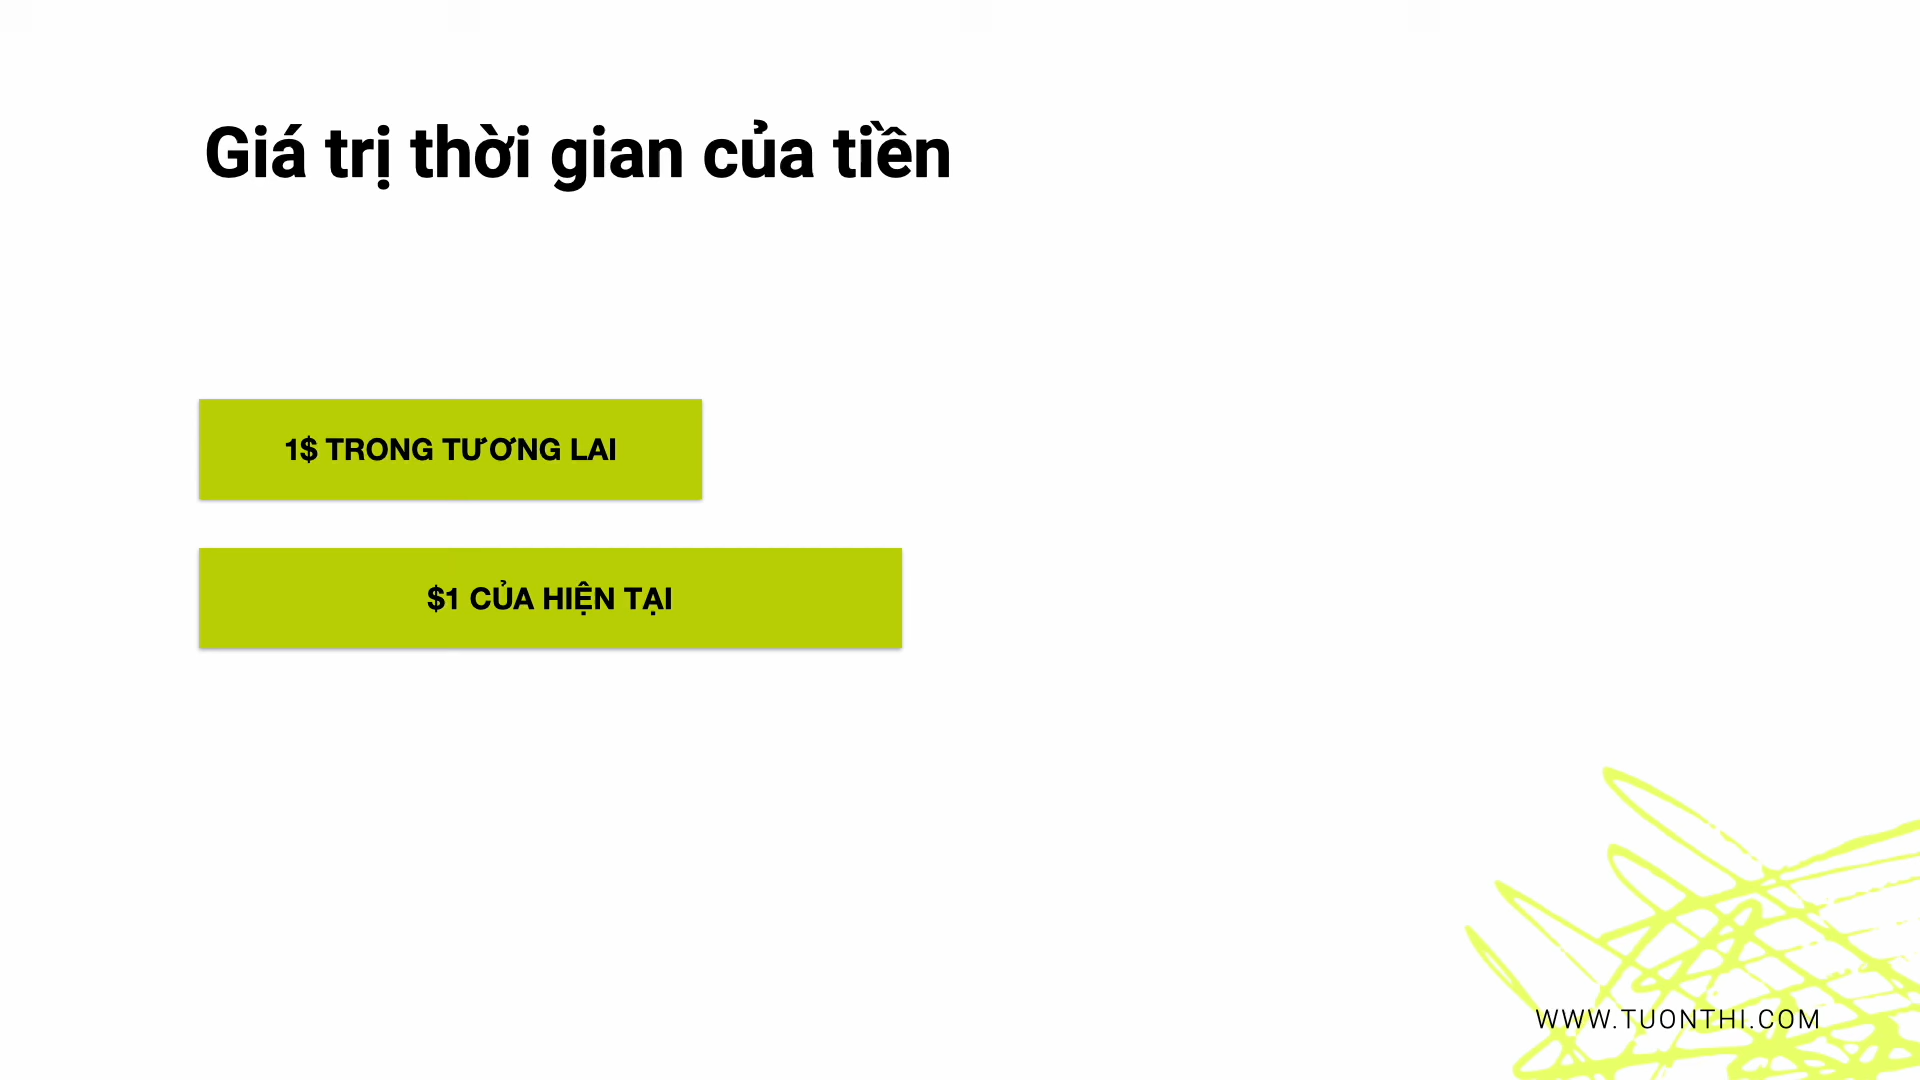 Giá trị thời gian của tiền
1$ TRONG TƯƠNG LAI
$1 CỦA HIỆN TẠI
WWW.TUONTHI.COM